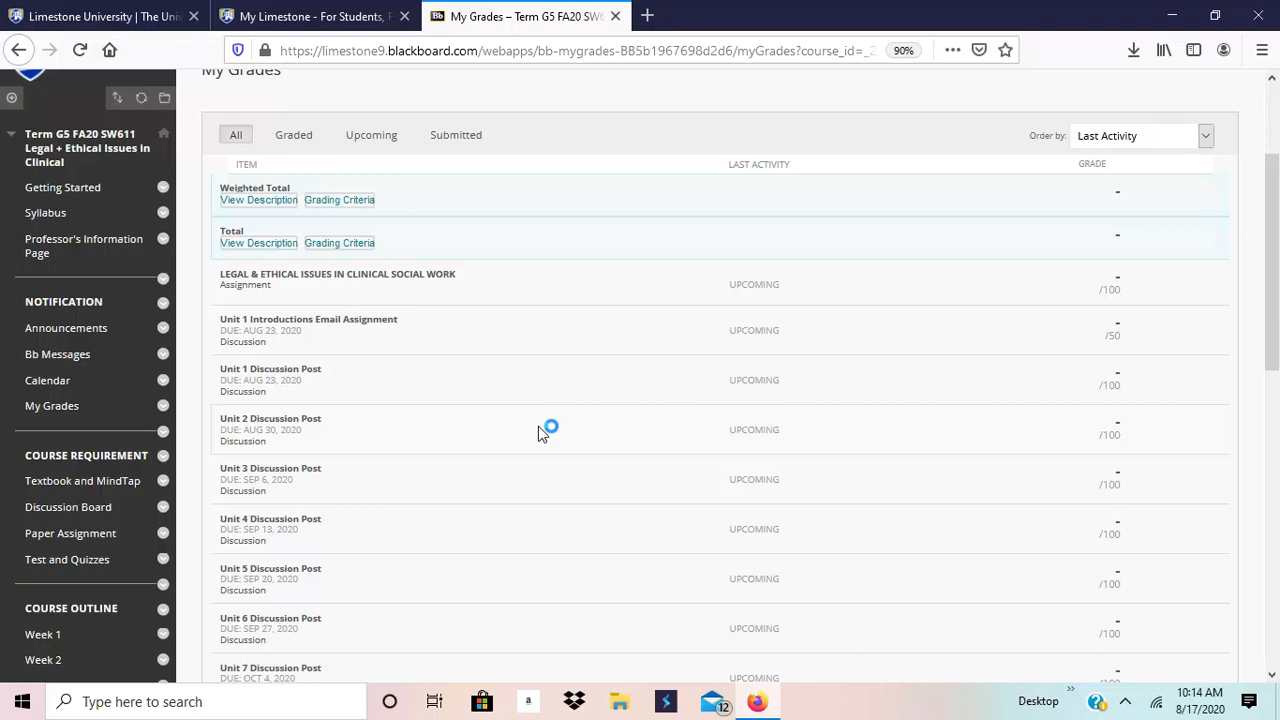 Limestone University | The Uni
My Limestone - For Students, F
Bb My Grades – Term G5 FA20 SW6
https://limestone9.blackboard.com/webapps/bb-mygrades-BB5b1967698d2d6/myGrades?course_id=_2
90%
My Grades
Term G5 FA20 SW611
Legal + Ethical Issues In
Clinical
Getting Started
Syllabus
Professor's Information
Page
NOTIFICATION
Announcements
Bb Messages
Calendar
My Grades
COURSE REQUIREMENT
Textbook and MindTap
Discussion Board
Paper Assignment
Test and Quizzes
COURSE OUTLINE
Week 1
Week 2
All Graded Upcoming Submitted Order by: Last Activity
ITEM LAST ACTIVITY GRADE
Weighted Total -
View Description Grading Criteria
Total -
View Description Grading Criteria
LEGAL & ETHICAL ISSUES IN CLINICAL SOCIAL WORK -
Assignment UPCOMING /100
Unit 1 Introductions Email Assignment -
DUE: AUG 23, 2020 UPCOMING /50
Discussion
Unit 1 Discussion Post -
DUE: AUG 23, 2020 UPCOMING /100
Discussion
Unit 2 Discussion Post -
DUE: AUG 30, 2020 UPCOMING /100
Discussion
Unit 3 Discussion Post -
DUE: SEP 6, 2020 UPCOMING /100
Discussion
Unit 4 Discussion Post -
DUE: SEP 13, 2020 UPCOMING /100
Discussion
Unit 5 Discussion Post -
DUE: SEP 20, 2020 UPCOMING /100
Discussion
Unit 6 Discussion Post -
DUE: SEP 27, 2020 UPCOMING /100
Discussion
Unit 7 Discussion Post -
DUE: OCT 4, 2020 UPCOMING /100
Type here to search
a
12
Desktop
10:14 AM
8/17/2020